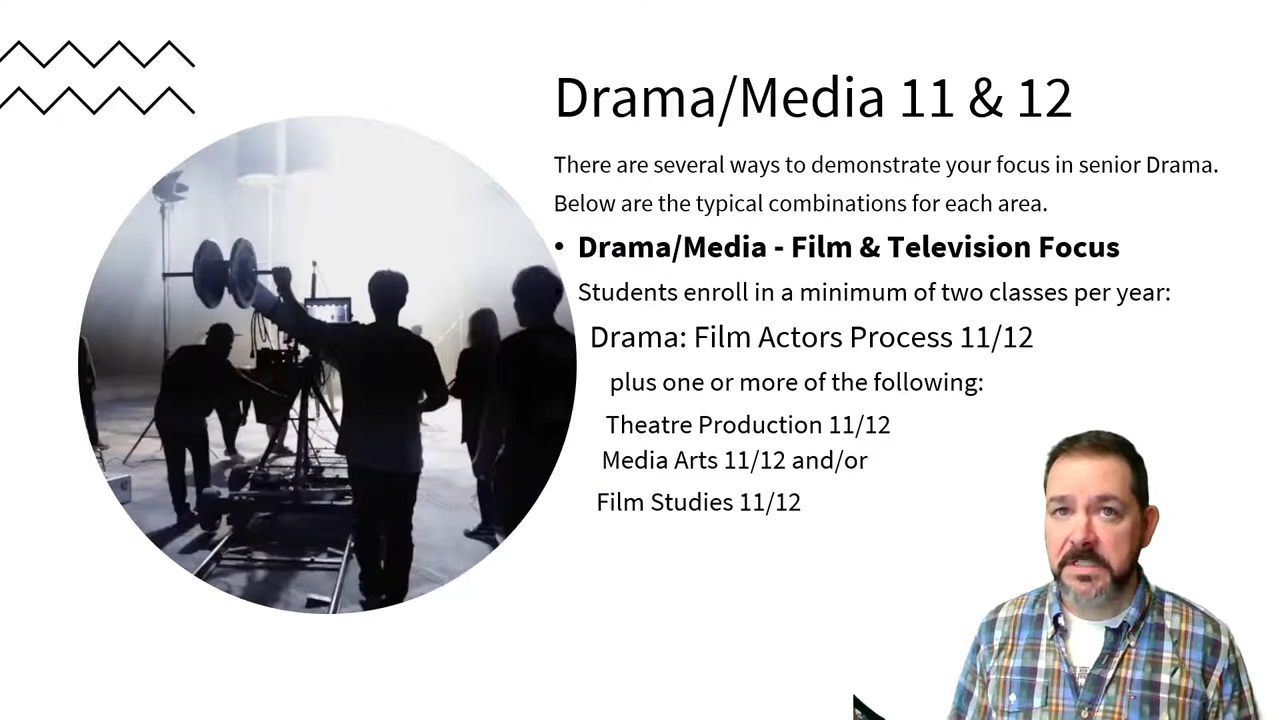 Drama/Media 11 & 12
There are several ways to demonstrate your focus in senior Drama.
Below are the typical combinations for each area.
• Drama/Media - Film & Television Focus
Students enroll in a minimum of two classes per year:
Drama: Film Actors Process 11/12
plus one or more of the following:
Theatre Production 11/12
Media Arts 11/12 and/or
Film Studies 11/12